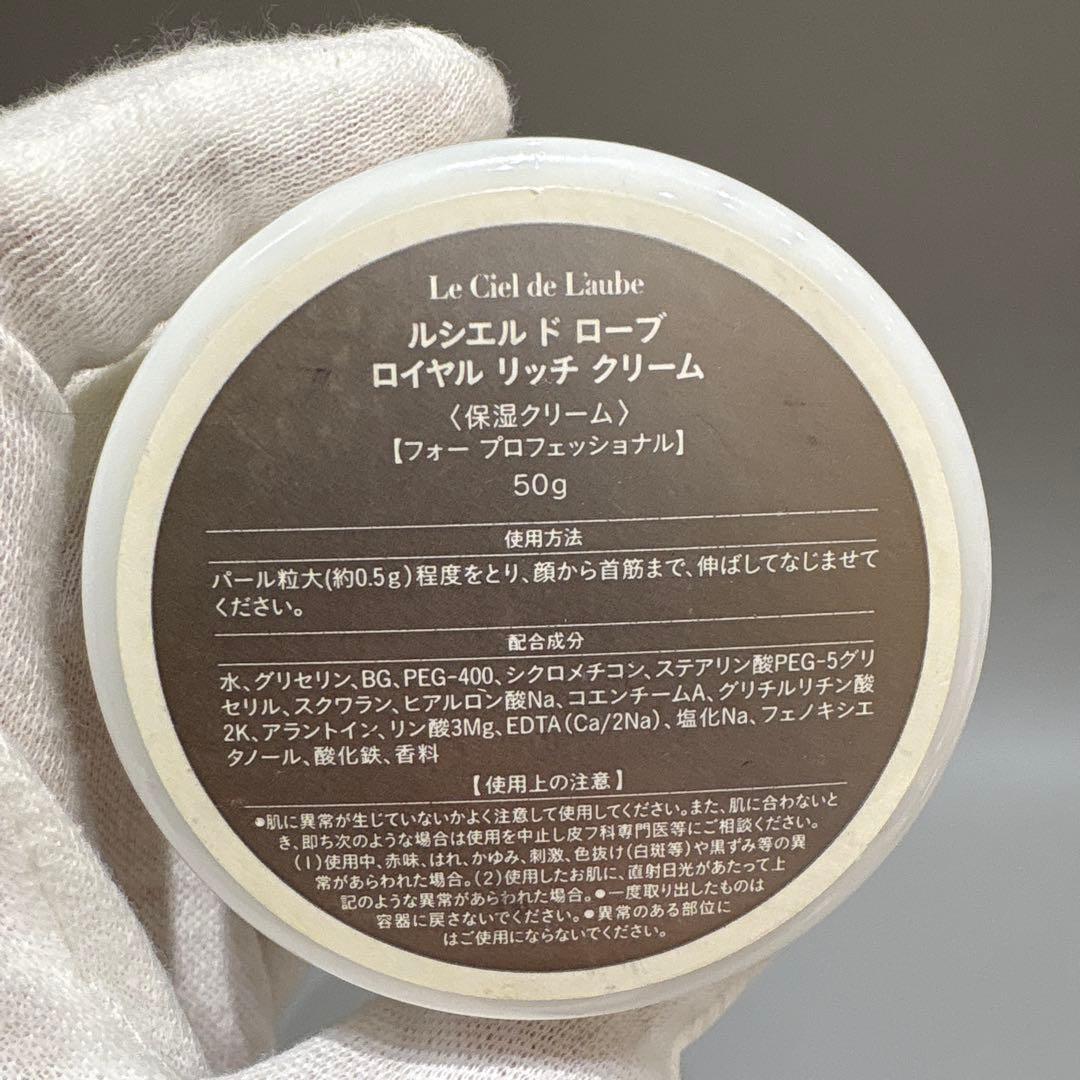 Le Ciel de L'aube
ルシエル ド ローブ
ロイヤル リッチ クリーム
〈保湿クリーム〉
【フォー プロフェッショナル】
50g
使用方法
パール粒大(約0.5g)程度をとり、顔から首筋まで、伸ばしてなじませて
ください。
配合成分
水、グリセリン、BG、PEG-400、シクロメチコン、ステアリン酸PEG-5グリ
セリル、スクワラン、ヒアルロン酸Na、コエンチームA、グリチルリチン酸
2K、アラントイン、リン酸3Mg、EDTA(Ca/2Na)、塩化Na、フェノキシエ
タノール、酸化鉄、香料
【使用上の注意】
●肌に異常が生じていないかよく注意して使用してください。また、肌に合わないと
き、即ち次のような場合は使用を中止し皮フ科専門医等にご相談ください。
(1)使用中、赤味、はれ、かゆみ、刺激、色抜け(白斑等)や黒ずみ等の異
常があらわれた場合。(2)使用したお肌に、直射日光があたって上
記のような異常があらわれた場合。●一度取り出したものは
容器に戻さないでください。●異常のある部位に
はご使用にならないでください。